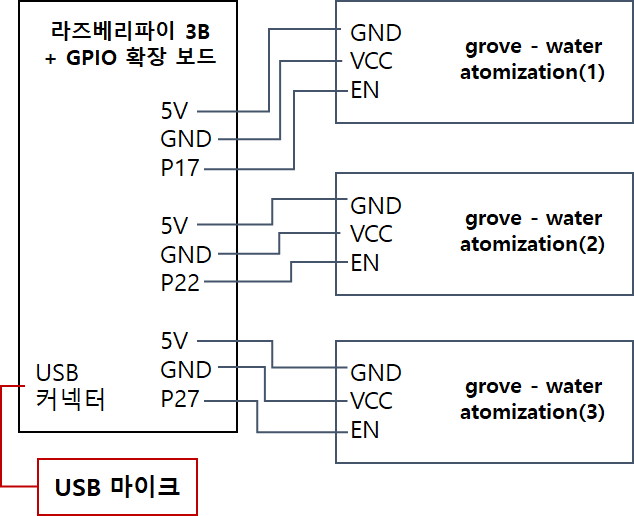 라즈베리파이 3B
+ GPIO 확장 보드
5V
GND
P17
5V
GND
P22
5V
GND
P27
USB
커넥터
USB 마이크
GND
VCC
EN
grove - water
atomization(1)
GND
VCC
EN
grove - water
atomization(2)
GND
VCC
EN
grove - water
atomization(3)